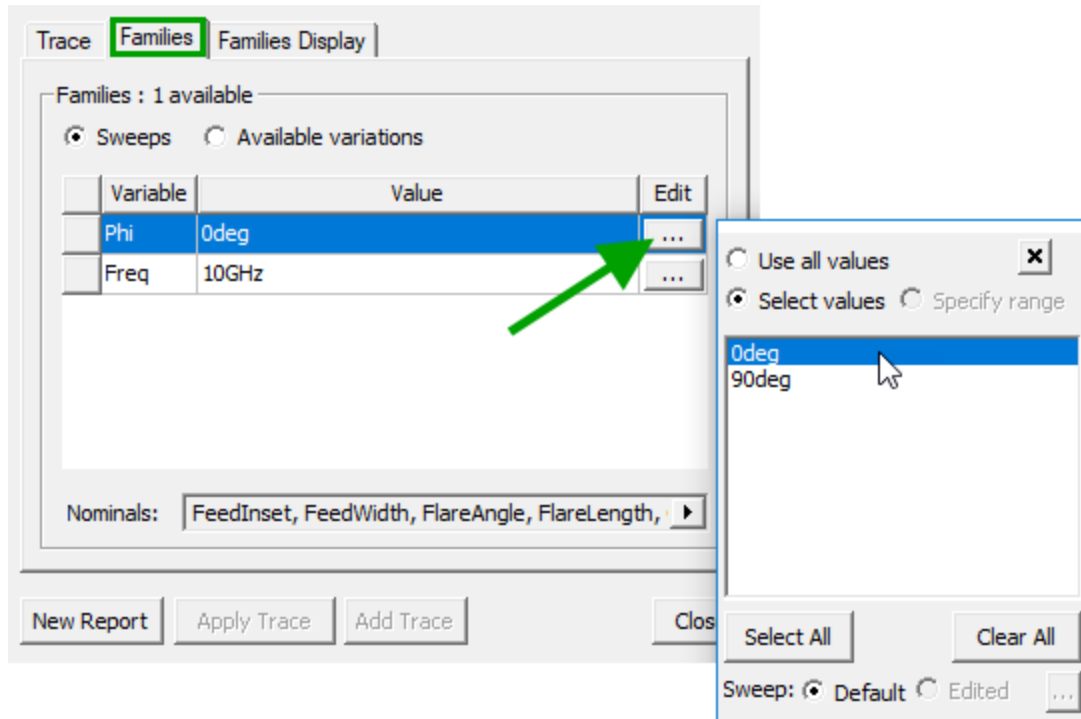 Trace Families Families Display
Families : 1 available
Sweeps Available variations
Variable Value Edit
Phi 0deg ...
Freq 10GHz ...
Nominals: FeedInset, FeedWidth, FlareAngle, FlareLength,
New Report Apply Trace Add Trace Clos
Use all values
Select values Specify range
0deg
90deg
Select All Clear All
Sweep: Default Edited ...